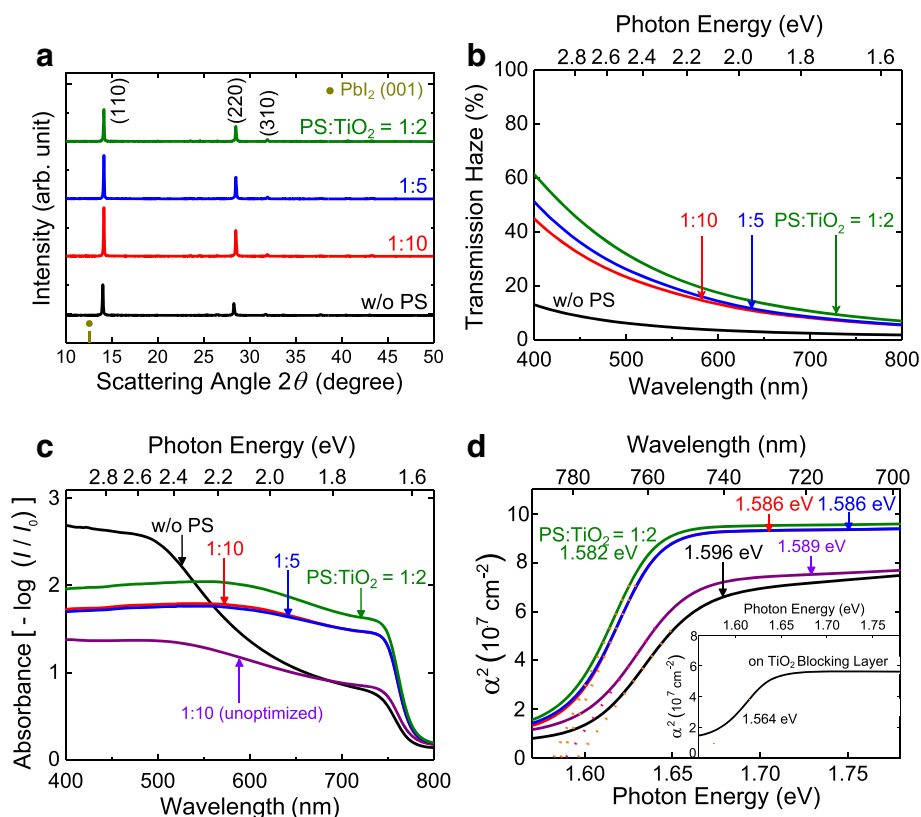 a
Intensity (arb. unit)
(110)
(220)
(310)
PbI2 (001)
PS:TiO2 = 1:2
1:5
1:10
w/o PS
10 15 20 25 30 35 40 45 50
Scattering Angle 2θ (degree)
b
Photon Energy (eV)
2.8 2.6 2.4 2.2 2.0 1.8 1.6
Transmission Haze (%)
100
80
60
40
20
0
1:10
1:5
PS:TiO2 = 1:2
w/o PS
400 500 600 700 800
Wavelength (nm)
c
Photon Energy (eV)
2.8 2.6 2.4 2.2 2.0 1.8 1.6
Absorbance [ - log (I / I0) ]
3
2
1
0
w/o PS
1:10
1:5
PS:TiO2 = 1:2
1:10 (unoptimized)
400 450 500 550 600 650 700 750 800
Wavelength (nm)
d
Wavelength (nm)
780 760 740 720 700
α2 (107 cm-2)
10
8
6
4
2
0
PS:TiO2 = 1:2
1.582 eV
1.586 eV
1.586 eV
1.596 eV
1.589 eV
Photon Energy (eV)
1.60 1.65 1.70 1.75
α2 (107 cm-2)
8
6
4
2
0
on TiO2 Blocking Layer
1.564 eV
1.60 1.65 1.70 1.75
Photon Energy (eV)